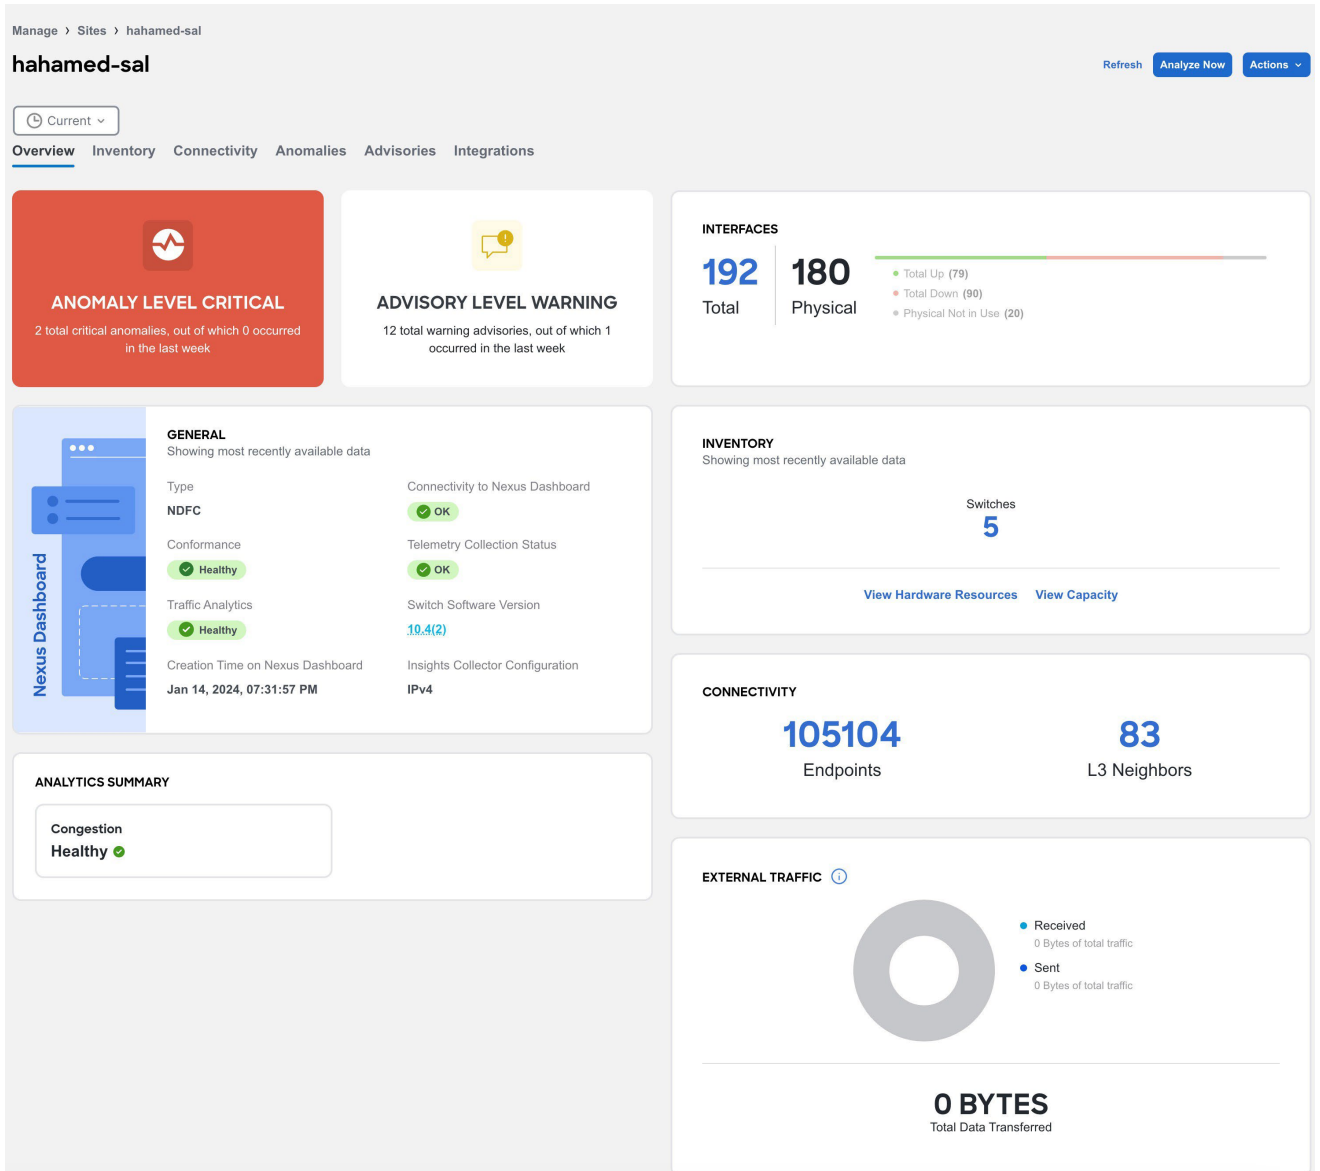 Manage › Sites › hahamed-sal
hahamed-sal
Refresh Analyze Now Actions
Current
Overview Inventory Connectivity Anomalies Advisories Integrations
ANOMALY LEVEL CRITICAL
2 total critical anomalies, out of which 0 occurred
in the last week
ADVISORY LEVEL WARNING
12 total warning advisories, out of which 1
occurred in the last week
INTERFACES
192
Total
180
Physical
Total Up (79)
Total Down (90)
Physical Not in Use (20)
Nexus Dashboard
GENERAL
Showing most recently available data
Type
NDFC
Connectivity to Nexus Dashboard
OK
Conformance
Healthy
Telemetry Collection Status
OK
Traffic Analytics
Healthy
Switch Software Version
10.4(2)
Creation Time on Nexus Dashboard
Jan 14, 2024, 07:31:57 PM
Insights Collector Configuration
IPv4
INVENTORY
Showing most recently available data
Switches
5
View Hardware Resources View Capacity
CONNECTIVITY
105104
Endpoints
83
L3 Neighbors
ANALYTICS SUMMARY
Congestion
Healthy
EXTERNAL TRAFFIC
Received
0 Bytes of total traffic
Sent
0 Bytes of total traffic
0 BYTES
Total Data Transferred